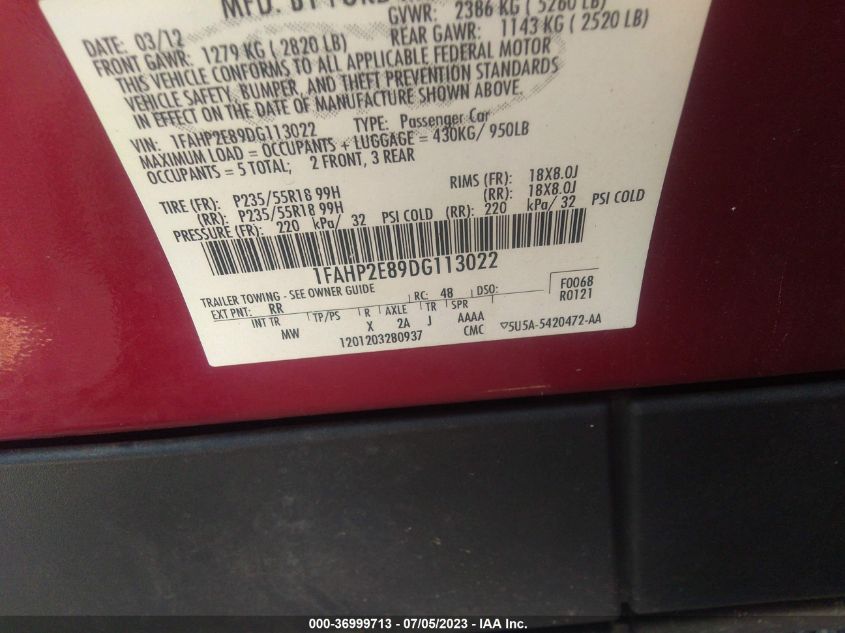 MFD. BY FORD
GVWR: 2386 KG ( 5260 LB)
DATE: 03/12
REAR GAWR: 1143 KG ( 2520 LB)
FRONT GAWR: 1279 KG ( 2820 LB)
THIS VEHICLE CONFORMS TO ALL APPLICABLE FEDERAL MOTOR
VEHICLE SAFETY, BUMPER, AND THEFT PREVENTION STANDARDS
IN EFFECT ON THE DATE OF MANUFACTURE SHOWN ABOVE.
VIN: 1FAHP2E89DG113022 TYPE: Passenger Car
MAXIMUM LOAD = OCCUPANTS + LUGGAGE = 430KG/ 950LB
OCCUPANTS = 5 TOTAL; 2 FRONT, 3 REAR
TIRE (FR): P235/55R18 99H RIMS (FR): 18X8.0J
(RR): P235/55R18 99H (RR): 18X8.0J
PRESSURE (FR): 220 kPa/ 32 PSI COLD (RR): 220 kPa/ 32 PSI COLD
1FAHP2E89DG113022
TRAILER TOWING - SEE OWNER GUIDE
EXT PNT: RR RC: 48 DSO: F0068
R0121
INT TR TP/PS R AXLE TR SPR
MW X 2A J AAAA
1201203280937 CMC 5U5A-5420472-AA
000-36999713 - 07/05/2023 - IAA Inc.